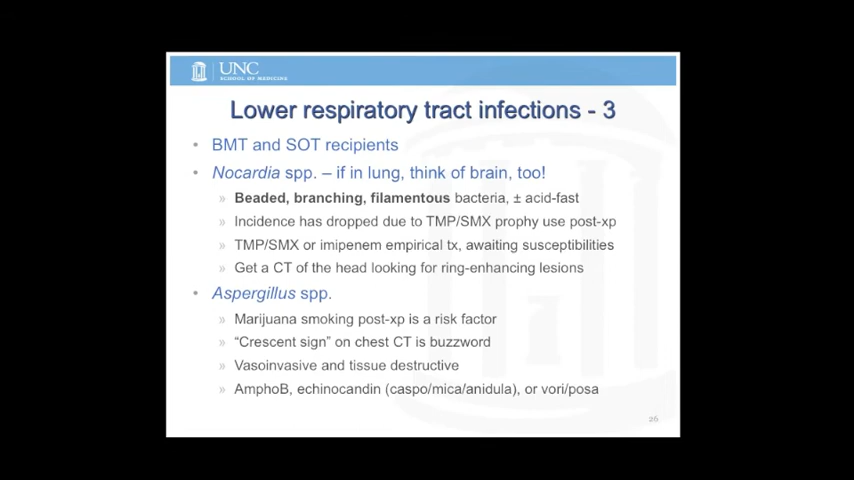 UNC
SCHOOL OF MEDICINE
Lower respiratory tract infections - 3
• BMT and SOT recipients
• Nocardia spp. – if in lung, think of brain, too!
» Beaded, branching, filamentous bacteria, ± acid-fast
» Incidence has dropped due to TMP/SMX prophy use post-xp
» TMP/SMX or imipenem empirical tx, awaiting susceptibilities
» Get a CT of the head looking for ring-enhancing lesions
• Aspergillus spp.
» Marijuana smoking post-xp is a risk factor
» “Crescent sign” on chest CT is buzzword
» Vasoinvasive and tissue destructive
» AmphoB, echinocandin (caspo/mica/anidula), or vori/posa
26